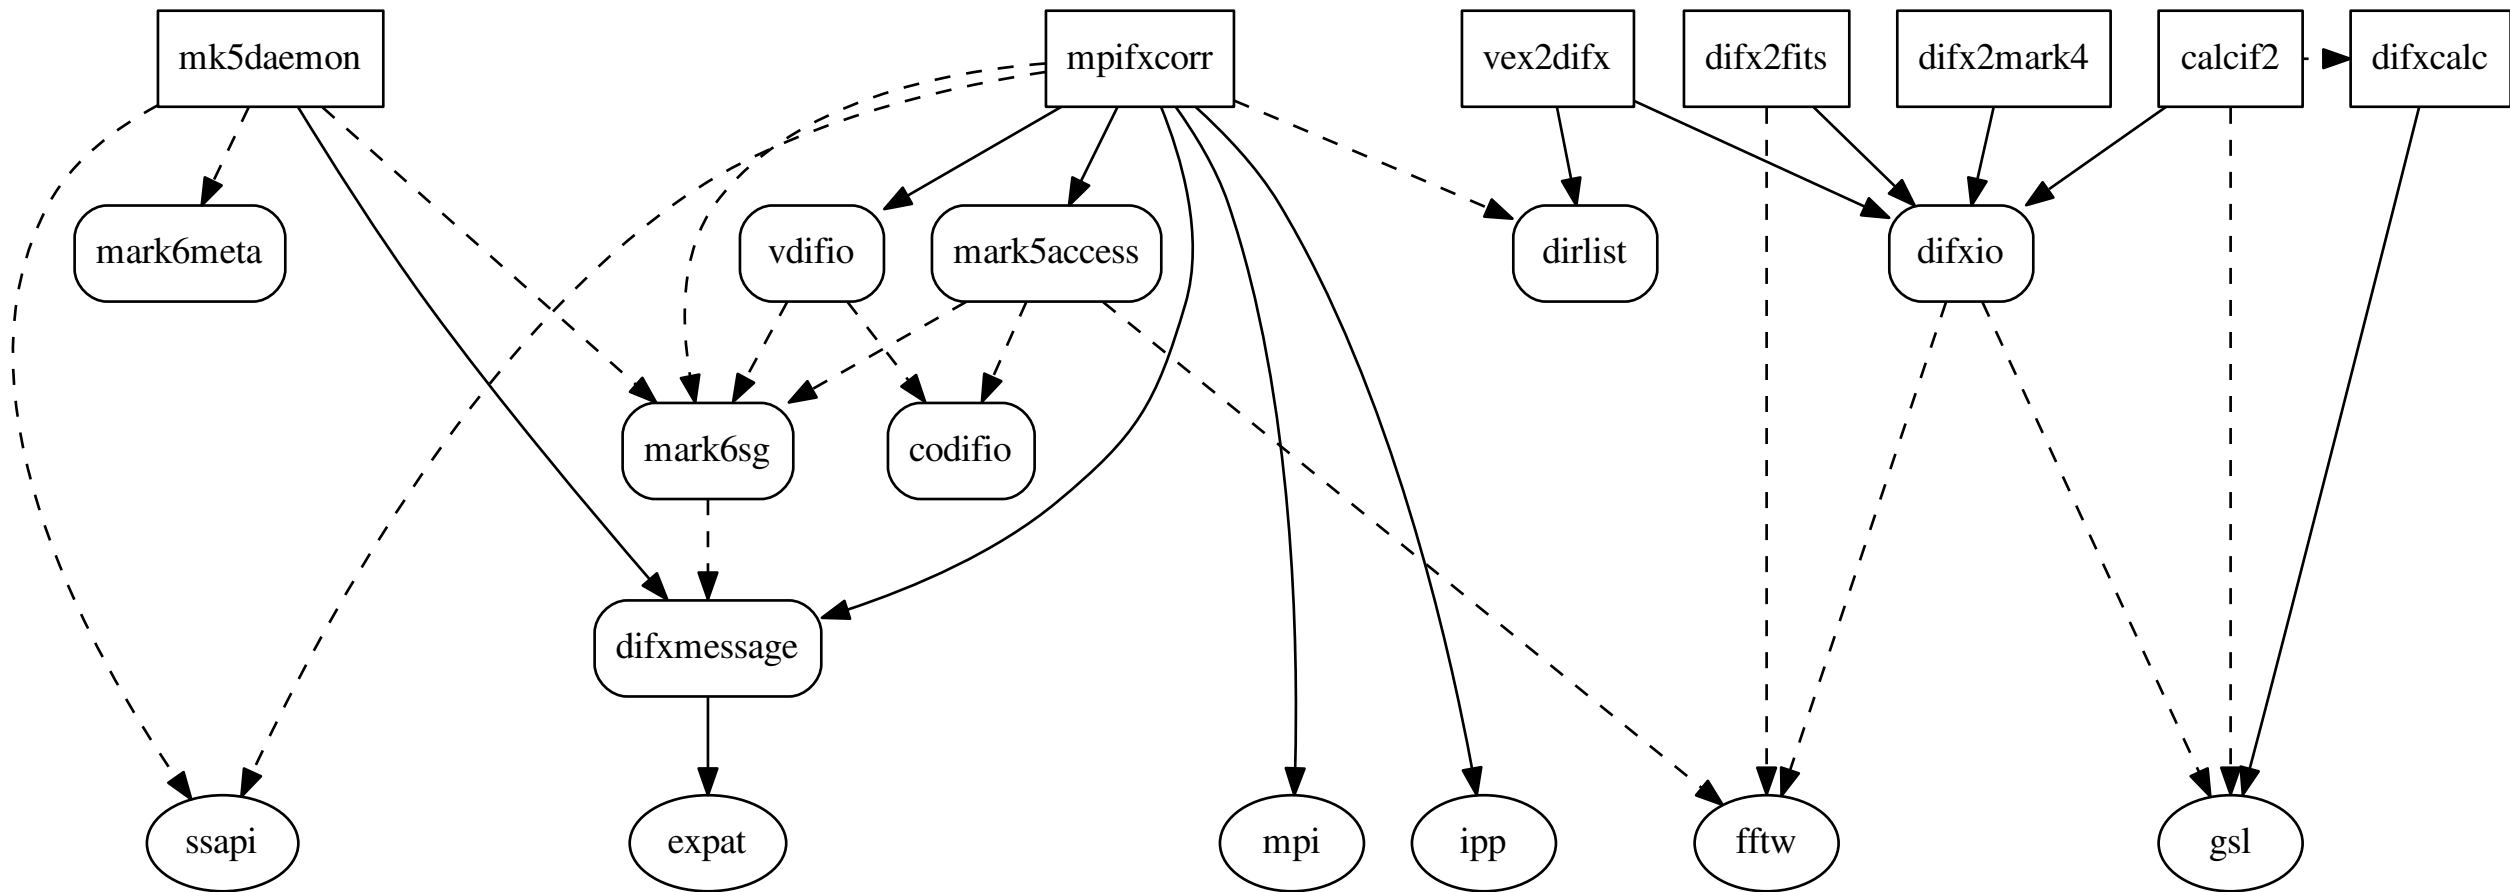 mk5daemon
mpifxcorr
vex2difx
difx2fits
difx2mark4
calcif2
difxcalc
mark6meta
vdifio
mark5access
dirlist
difxio
mark6sg
codifio
difxmessage
ssapi
expat
mpi
ipp
fftw
gsl